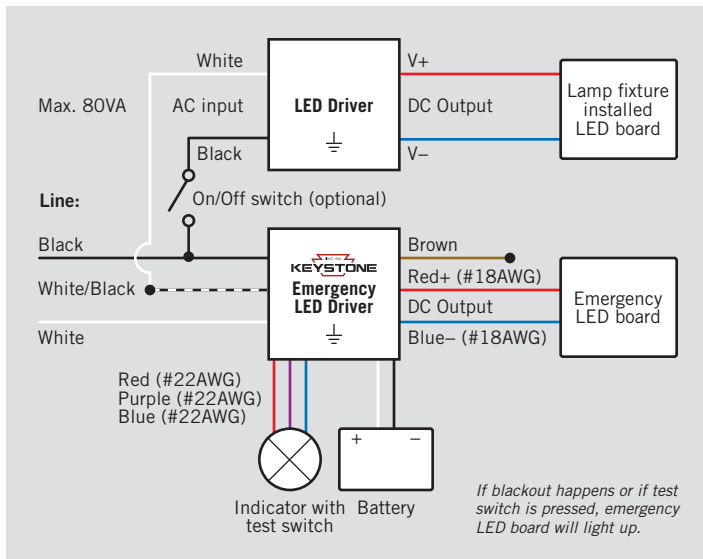 White
V+
Max. 80VA
AC input
LED Driver
DC Output
Lamp fixture
installed
LED board
Black
V–
Line:
On/Off switch (optional)
Black
KEYSTONE
Emergency
LED Driver
Brown
Red+ (#18AWG)
White/Black
DC Output
Emergency
LED board
White
Blue– (#18AWG)
Red (#22AWG)
Purple (#22AWG)
Blue (#22AWG)
+ –
Indicator with
test switch
Battery
If blackout happens or if test
switch is pressed, emergency
LED board will light up.